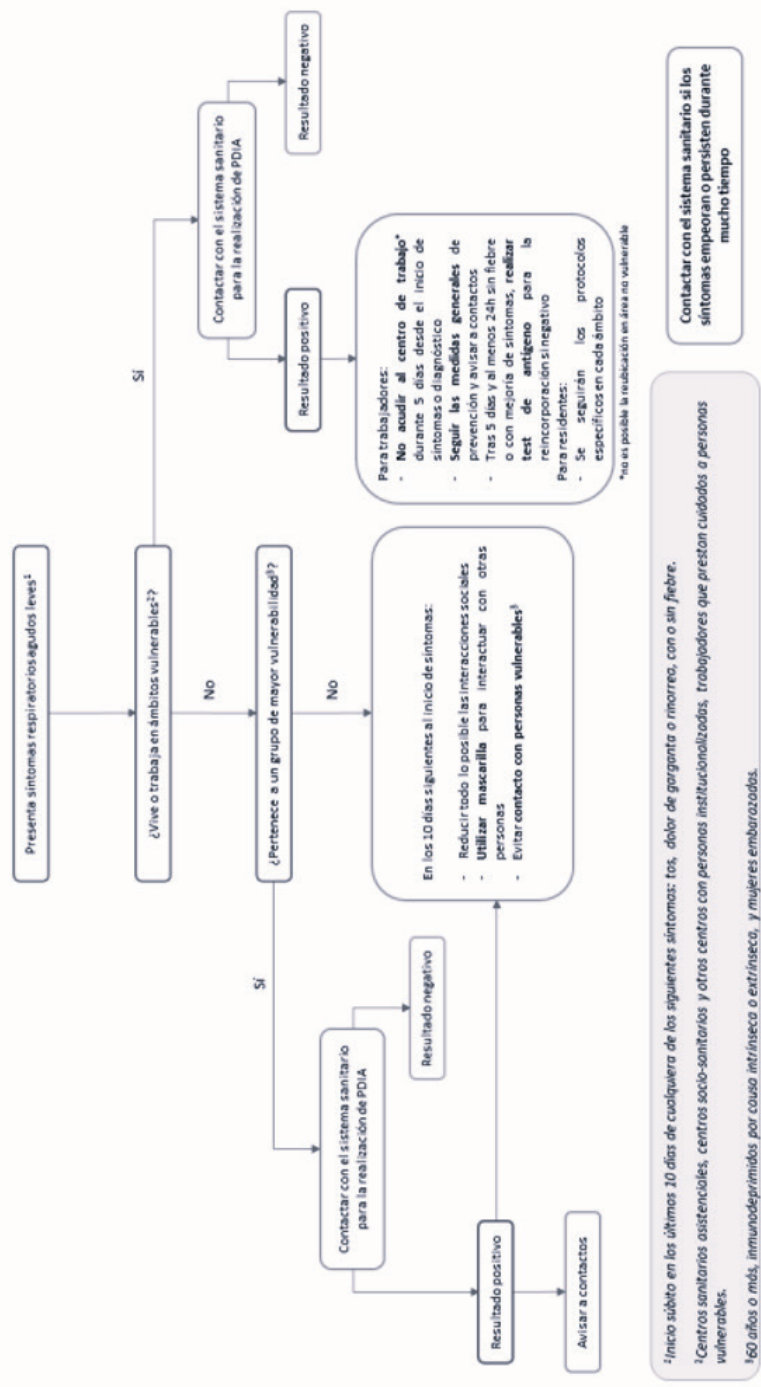 Presenta síntomas respiratorios agudos leves¹
¿Vive o trabaja en ámbitos vulnerables²?
Sí
No
¿Pertenece a un grupo de mayor vulnerabilidad³?
Sí
No
Contactar con el sistema sanitario
para la realización de PDIA
Resultado negativo
Resultado positivo
Avisar a contactos
En los 10 días siguientes al inicio de síntomas:
- Reducir todo lo posible las interacciones sociales
- Utilizar mascarilla para interactuar con otras
personas
- Evitar contacto con personas vulnerables³
Contactar con el sistema sanitario
para la realización de PDIA
Resultado positivo
Resultado negativo
Para trabajadores:
- No acudir al centro de trabajo*
durante 5 días desde el inicio de
síntomas o diagnóstico
- Seguir las medidas generales de
prevención y avisar a contactos
- Tras 5 días y al menos 24h sin fiebre
o con mejoría de síntomas, realizar
test de antígeno para la
reincorporación si negativo
Para residentes:
- Se seguirán los protocolos
específicos en cada ámbito
*no es posible la reubicación en área no vulnerable
¹Inicio súbito en los últimos 10 días de cualquiera de los siguientes síntomas: tos, dolor de garganta o rinorrea, con o sin fiebre.
²Centros sanitarios asistenciales, centros socio-sanitarios y otros centros con personas institucionalizadas, trabajadores que prestan cuidados a personas
vulnerables.
³60 años o más, inmunodeprimidos por causa intrínseca o extrínseca, y mujeres embarazadas.
Contactar con el sistema sanitario si los
síntomas empeoran o persisten durante
mucho tiempo